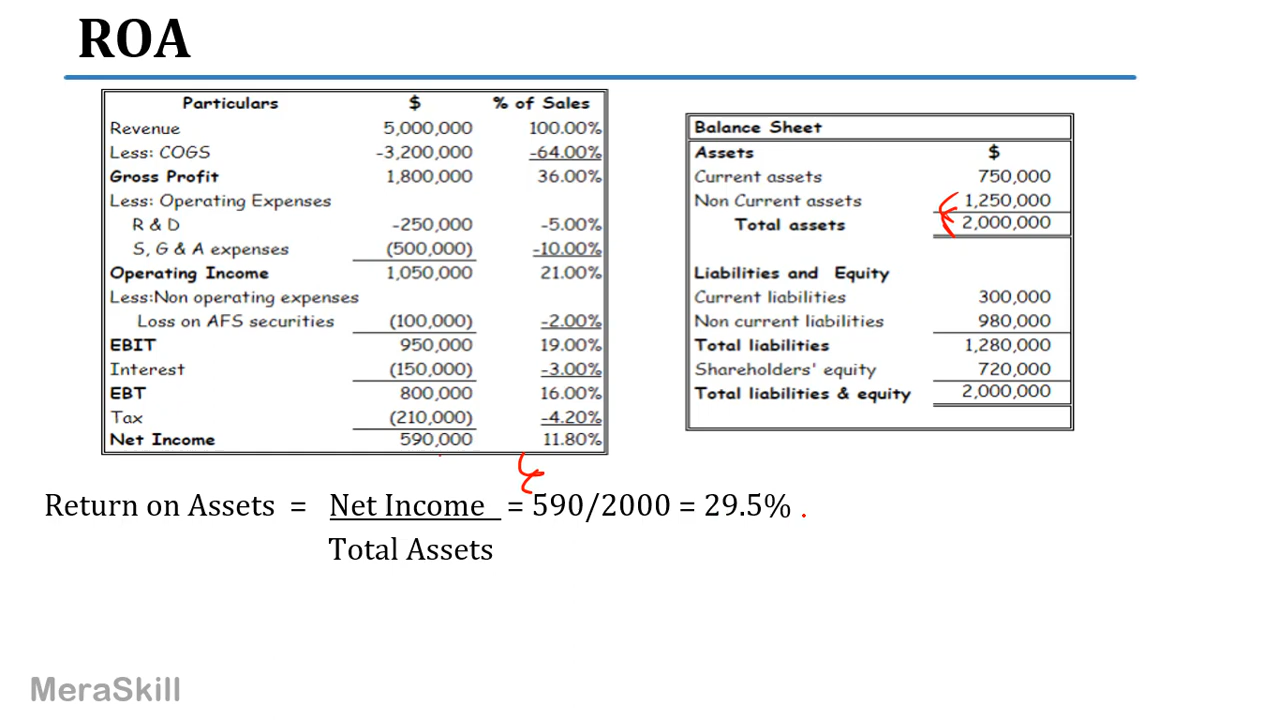 ROA
Particulars $ % of Sales
Revenue 5,000,000 100.00%
Less: COGS -3,200,000 -64.00%
Gross Profit 1,800,000 36.00%
Less: Operating Expenses
R & D -250,000 -5.00%
S, G & A expenses (500,000) -10.00%
Operating Income 1,050,000 21.00%
Less:Non operating expenses
Loss on AFS securities (100,000) -2.00%
EBIT 950,000 19.00%
Interest (150,000) -3.00%
EBT 800,000 16.00%
Tax (210,000) -4.20%
Net Income 590,000 11.80%
Balance Sheet
Assets $
Current assets 750,000
Non Current assets 1,250,000
Total assets 2,000,000
Liabilities and Equity
Current liabilities 300,000
Non current liabilities 980,000
Total liabilities 1,280,000
Shareholders' equity 720,000
Total liabilities & equity 2,000,000
Return on Assets = Net Income = 590/2000 = 29.5%
Total Assets
MeraSkill